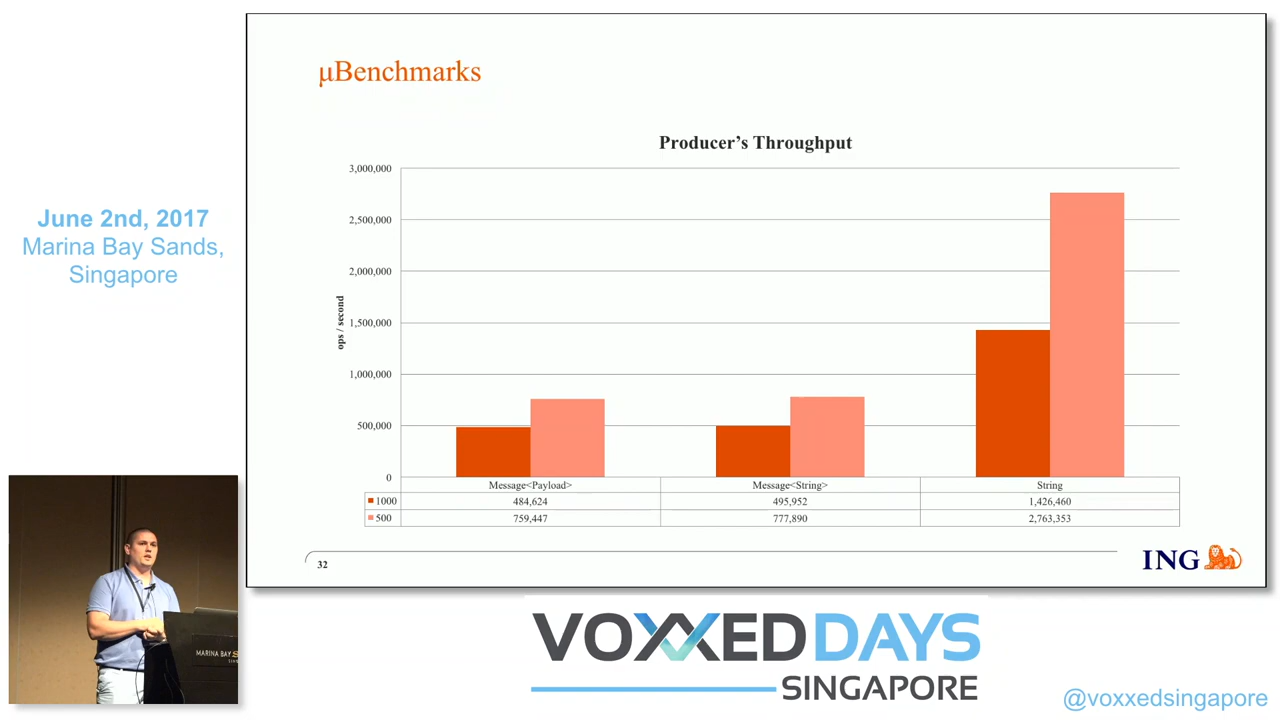 µBenchmarks
Producer's Throughput
3,000,000
2,500,000
2,000,000
1,500,000
1,000,000
500,000
0
ops / second
Message<Payload> Message<String> String
1000 484,624 495,952 1,426,460
500 759,447 777,890 2,763,353
32
ING
June 2nd, 2017
Marina Bay Sands,
Singapore
MARINA BAY
VOXXED DAYS
SINGAPORE
@voxxedsingapore